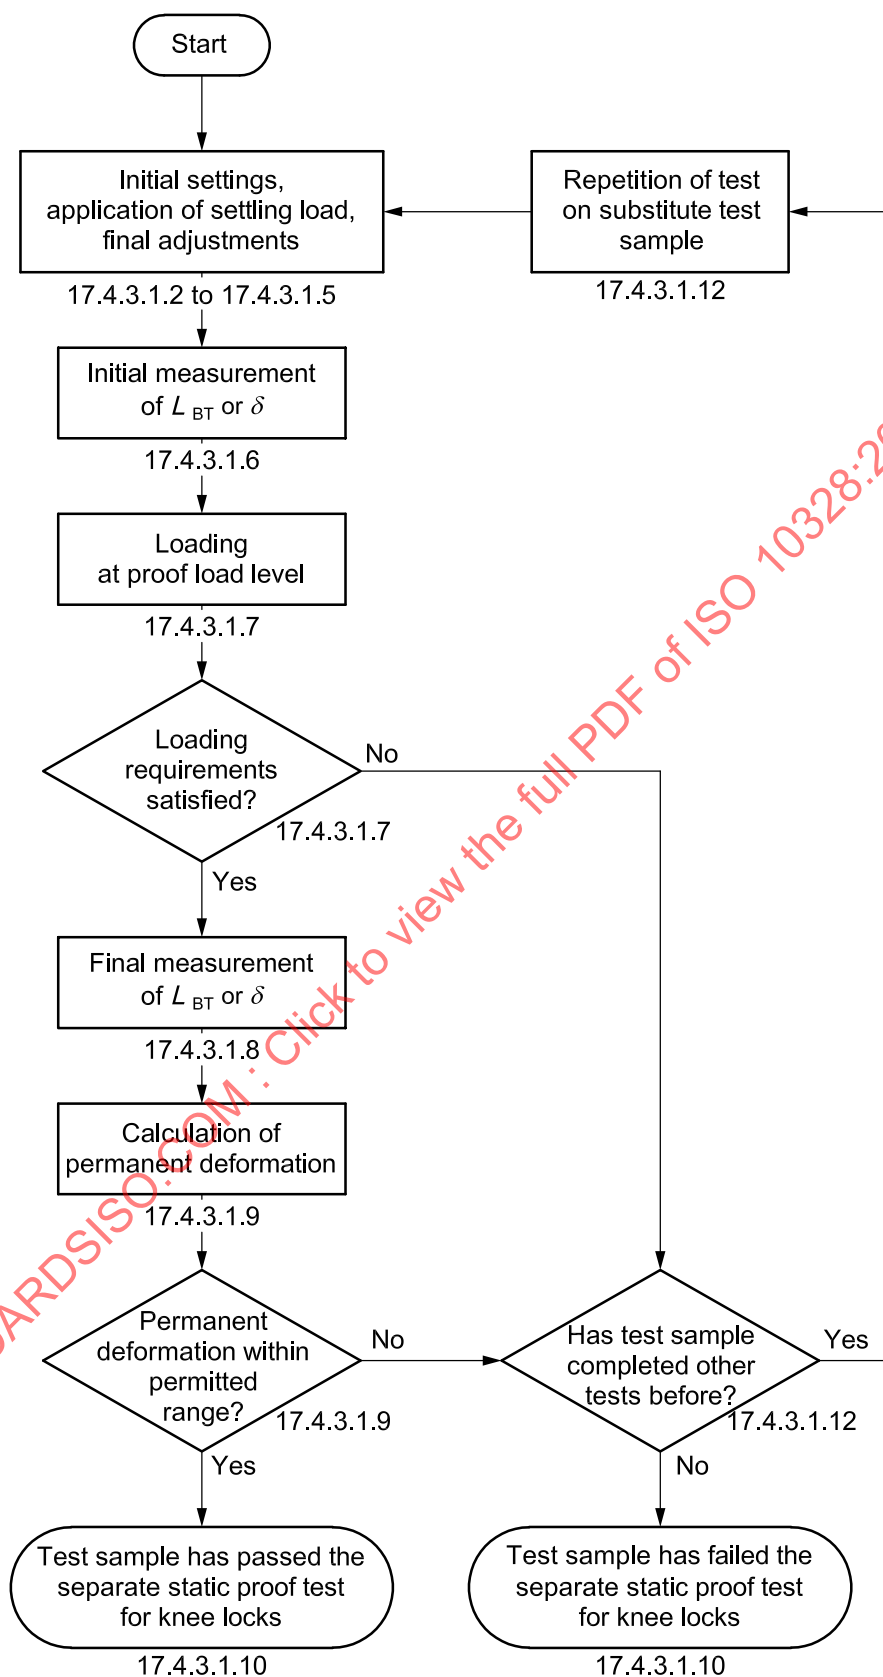 Start
Initial settings,
application of settling load,
final adjustments
17.4.3.1.2 to 17.4.3.1.5
Repetition of test
on substitute test
sample
17.4.3.1.12
Initial measurement
of L BT or δ
17.4.3.1.6
Loading
at proof load level
17.4.3.1.7
Loading
requirements
satisfied?
No
17.4.3.1.7
Yes
Final measurement
of L BT or δ
17.4.3.1.8
Calculation of
permanent deformation
17.4.3.1.9
Permanent
deformation within
permitted
range?
No
17.4.3.1.9
Yes
Has test sample
completed other
tests before?
Yes
17.4.3.1.12
No
Test sample has passed the
separate static proof test
for knee locks
17.4.3.1.10
Test sample has failed the
separate static proof test
for knee locks
17.4.3.1.10
ARDSISO.COM : Click to view the full PDF of ISO 10328:2